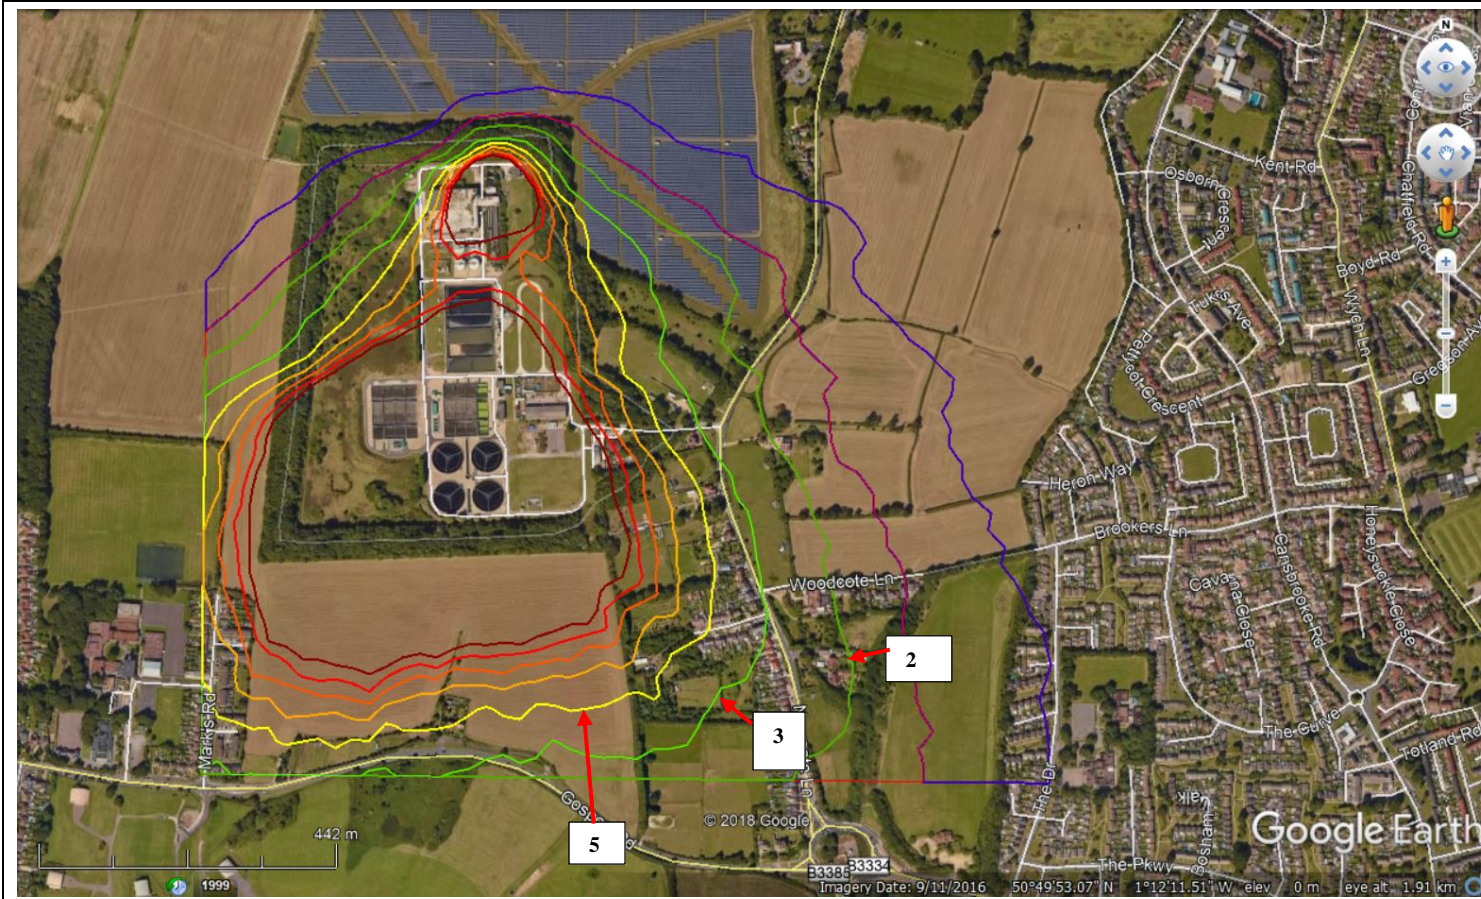 N
Kent Rd
Osborn Crescent
Chatfield Rd
Boyd Rd
Tukes Ave
Wych Ln
Pettycot Crescent
Heron Way
Brookers Ln
Honeysuckle Close
Woodcote Ln
Carisbrooke Rd
2
3
Marks Rd
The Curve
Totland Rd
The Dr
© 2018 Google
442 m
5
Google Earth
The Pkwy
B3334
B3385
1999
Imagery Date: 9/11/2016 50°49'53.07" N 1°12'11.51" W elev 0 m eye alt 1.91 km